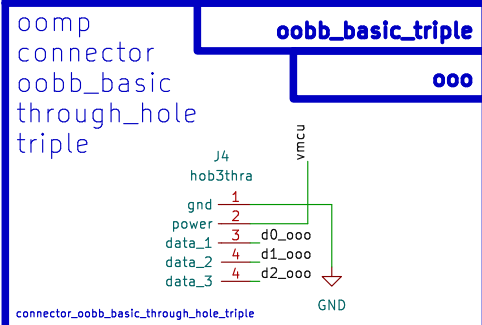 oomp
connector
oobb_basic
through_hole
triple
oobb_basic_triple
ooo
vmcu
J4
hob3thra
gnd 1
power 2
data_1 3 d0_ooo
data_2 4 d1_ooo
data_3 4 d2_ooo
GND
connector_oobb_basic_through_hole_triple